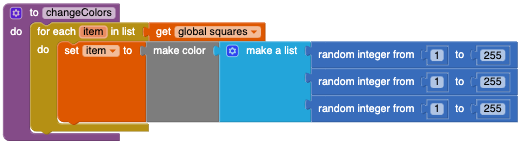 to changeColors
do for each item in list get global squares
do set item to make color make a list random integer from 1 to 255
random integer from 1 to 255
random integer from 1 to 255